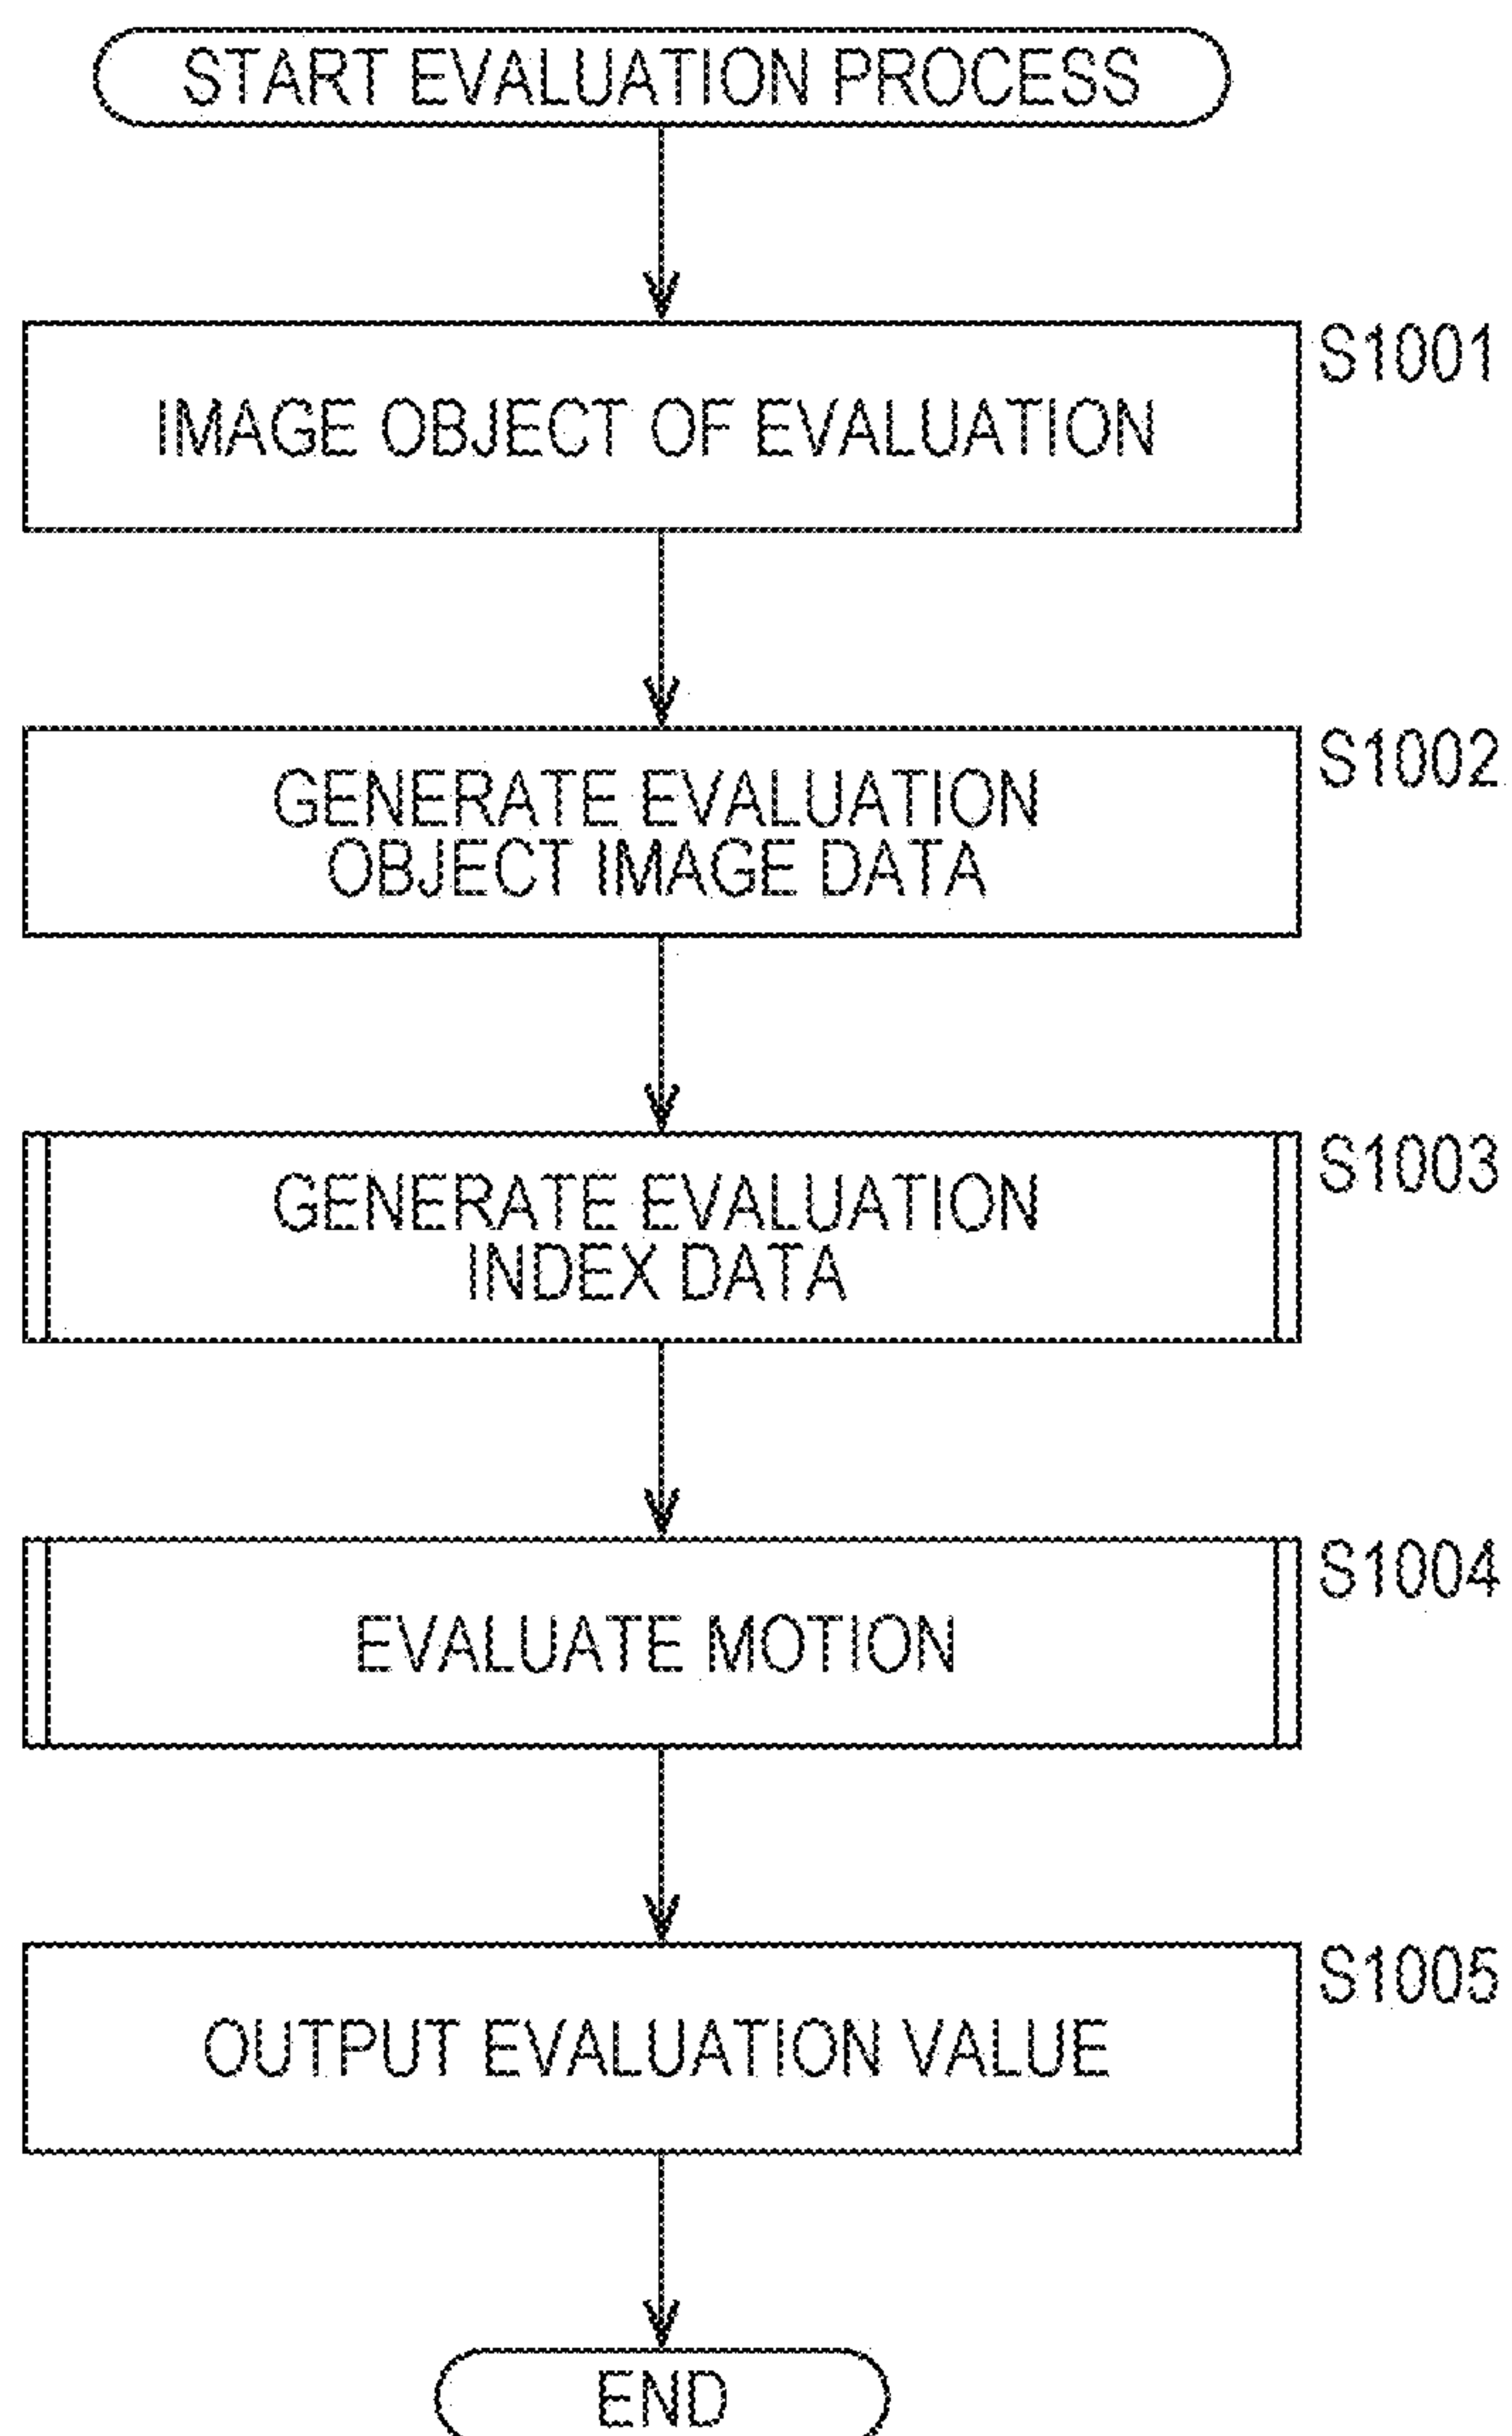 START EVALUATION PROCESS
S1001
IMAGE OBJECT OF EVALUATION
S1002
GENERATE EVALUATION
OBJECT IMAGE DATA
S1003
GENERATE EVALUATION
INDEX DATA
S1004
EVALUATE MOTION
S1005
OUTPUT EVALUATION VALUE
END